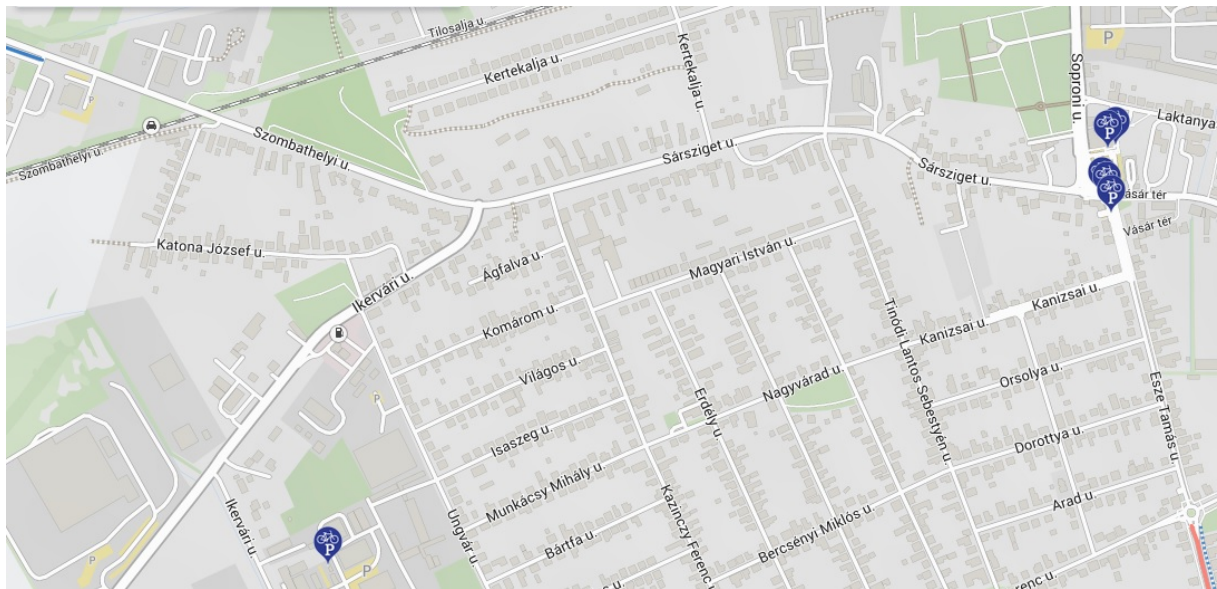 Tilosalja u.
Kertekalja u.
Kertekalja u.
Soproni u.
P
Laktanya
P
P
Szombathelyi u.
Szombathelyi u.
Sársziget u.
Sársziget u.
P
Vásár tér
Vásár tér
Katona József u.
Ágfalva u.
Magyari István u.
Ikervári u.
Komárom u.
Kanizsai u.
Kanizsai u.
Tinódi Lantos Sebestyén u.
Világos u.
Nagyvárad u.
Orsolya u.
Erdély u.
Esze Tamás u.
P
Isaszeg u.
Dorottya u.
Munkácsy Mihály u.
Kazinczy Ferenc u.
Arad u.
Bercsényi Miklós u.
Ungvár u.
Ikervári u.
Bártfa u.
P
P
P
s u.
renc u.